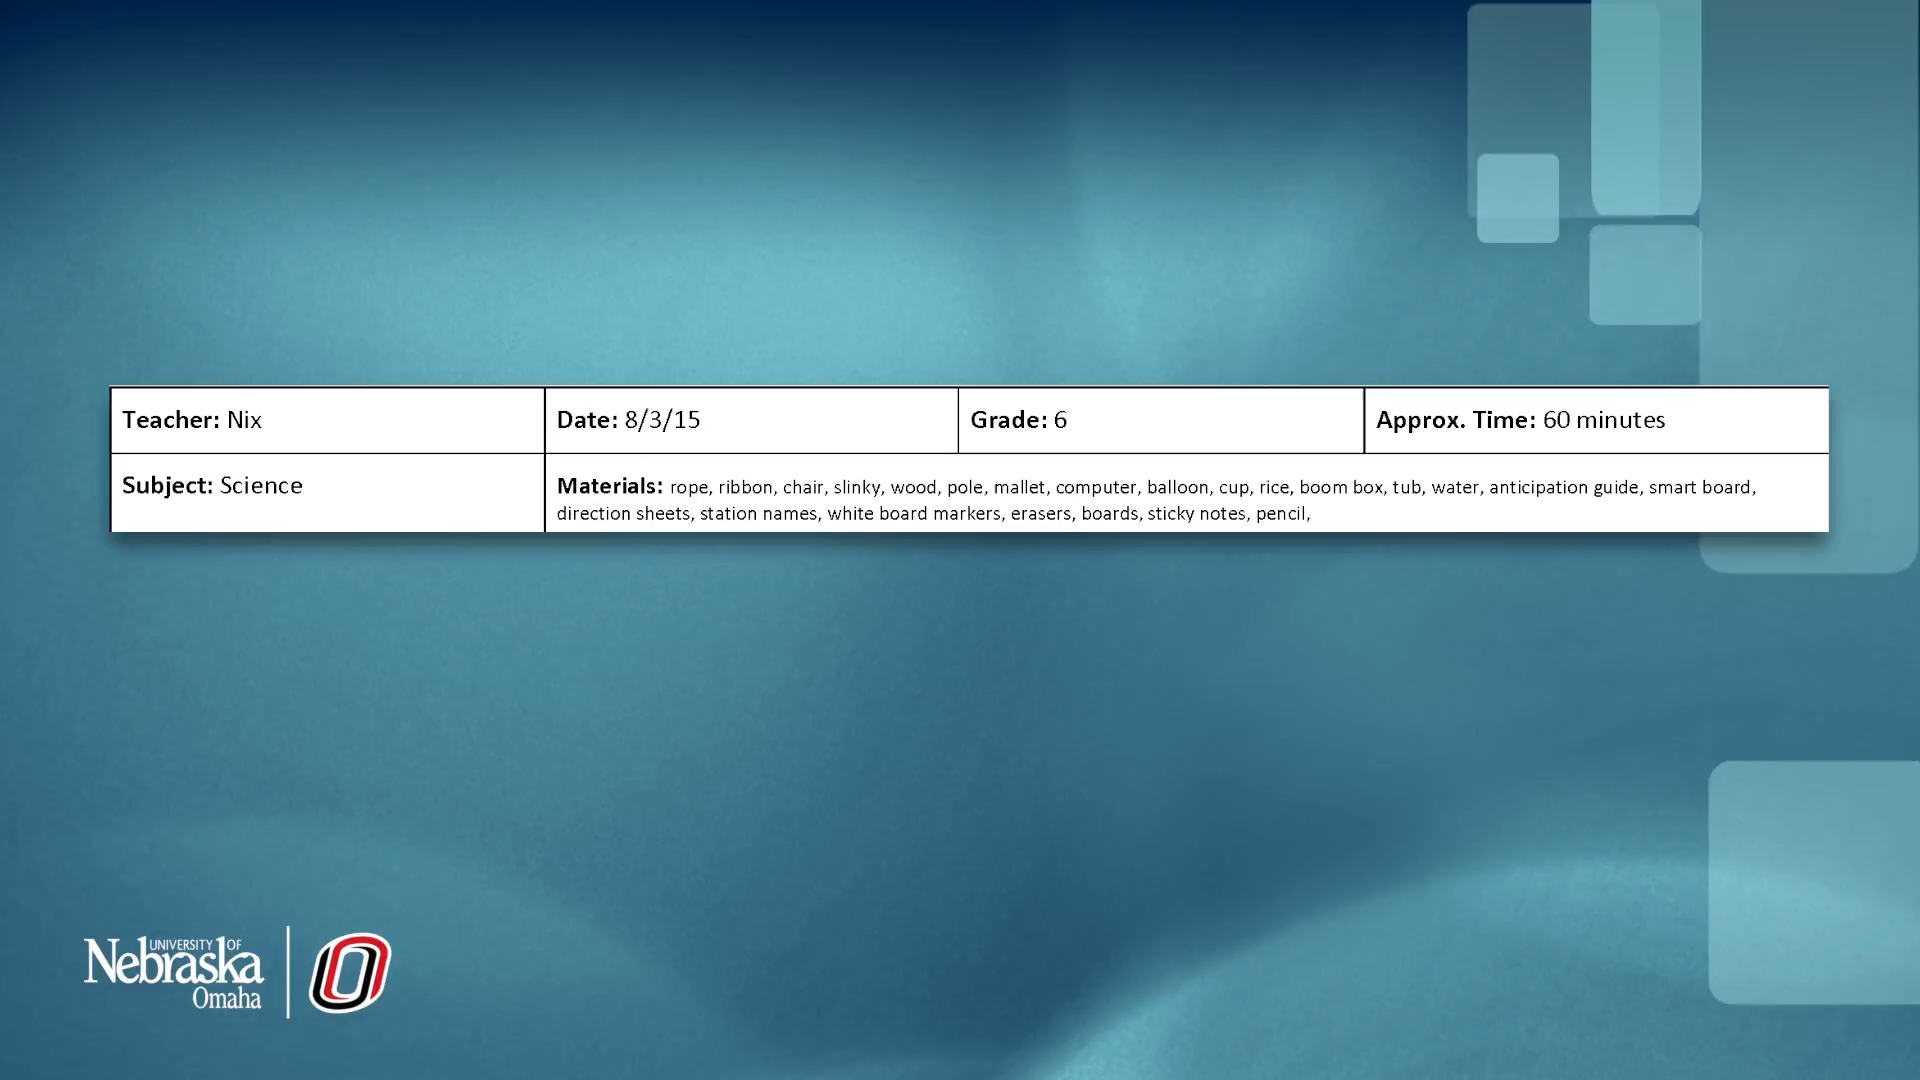 Teacher: Nix
Date: 8/3/15
Grade: 6
Approx. Time: 60 minutes
Subject: Science
Materials: rope, ribbon, chair, slinky, wood, pole, mallet, computer, balloon, cup, rice, boom box, tub, water, anticipation guide, smart board,
direction sheets, station names, white board markers, erasers, boards, sticky notes, pencil,
UNIVERSITY OF
Nebraska
Omaha
O